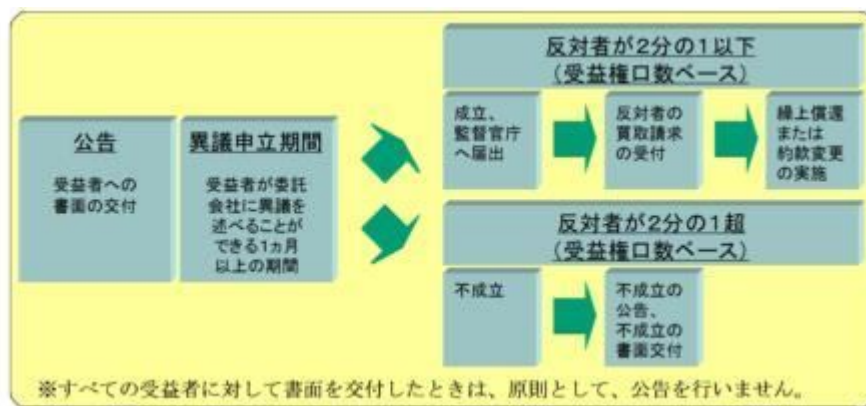 公告
受益者への
書面の交付
異議申立期間
受益者が委託
会社に異議を
述べることが
できる1ヵ月
以上の期間
反対者が2分の1以下
(受益権口数ベース)
成立、
監督官庁
へ届出
反対者の
買取請求
の受付
繰上償還
または
約款変更
の実施
反対者が2分の1超
(受益権口数ベース)
不成立
不成立の
公告、
不成立の
書面交付
※すべての受益者に対して書面を交付したときは、原則として、公告を行いません。